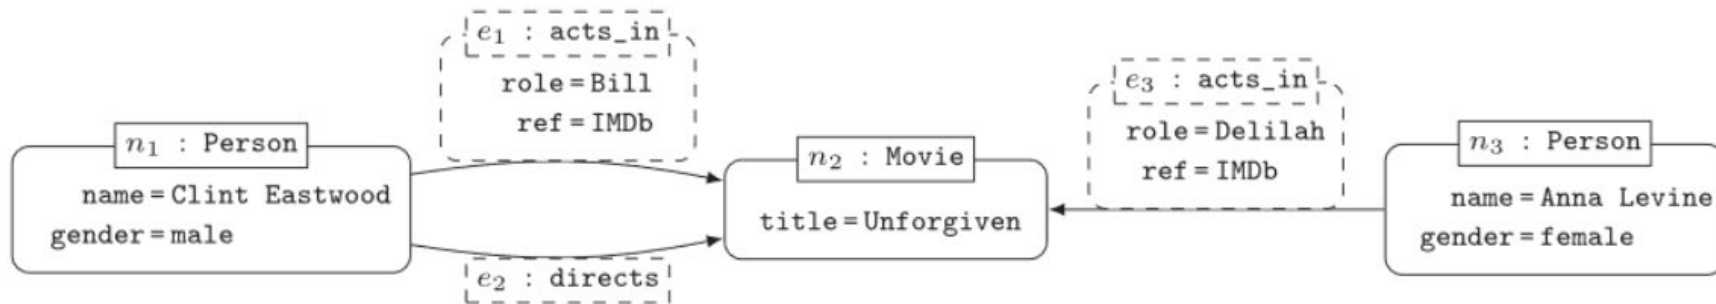 e₁ : acts_in
role = Bill
ref = IMDb
n₁ : Person
name = Clint Eastwood
gender = male
e₂ : directs
n₂ : Movie
title = Unforgiven
e₃ : acts_in
role = Delilah
ref = IMDb
n₃ : Person
name = Anna Levine
gender = female